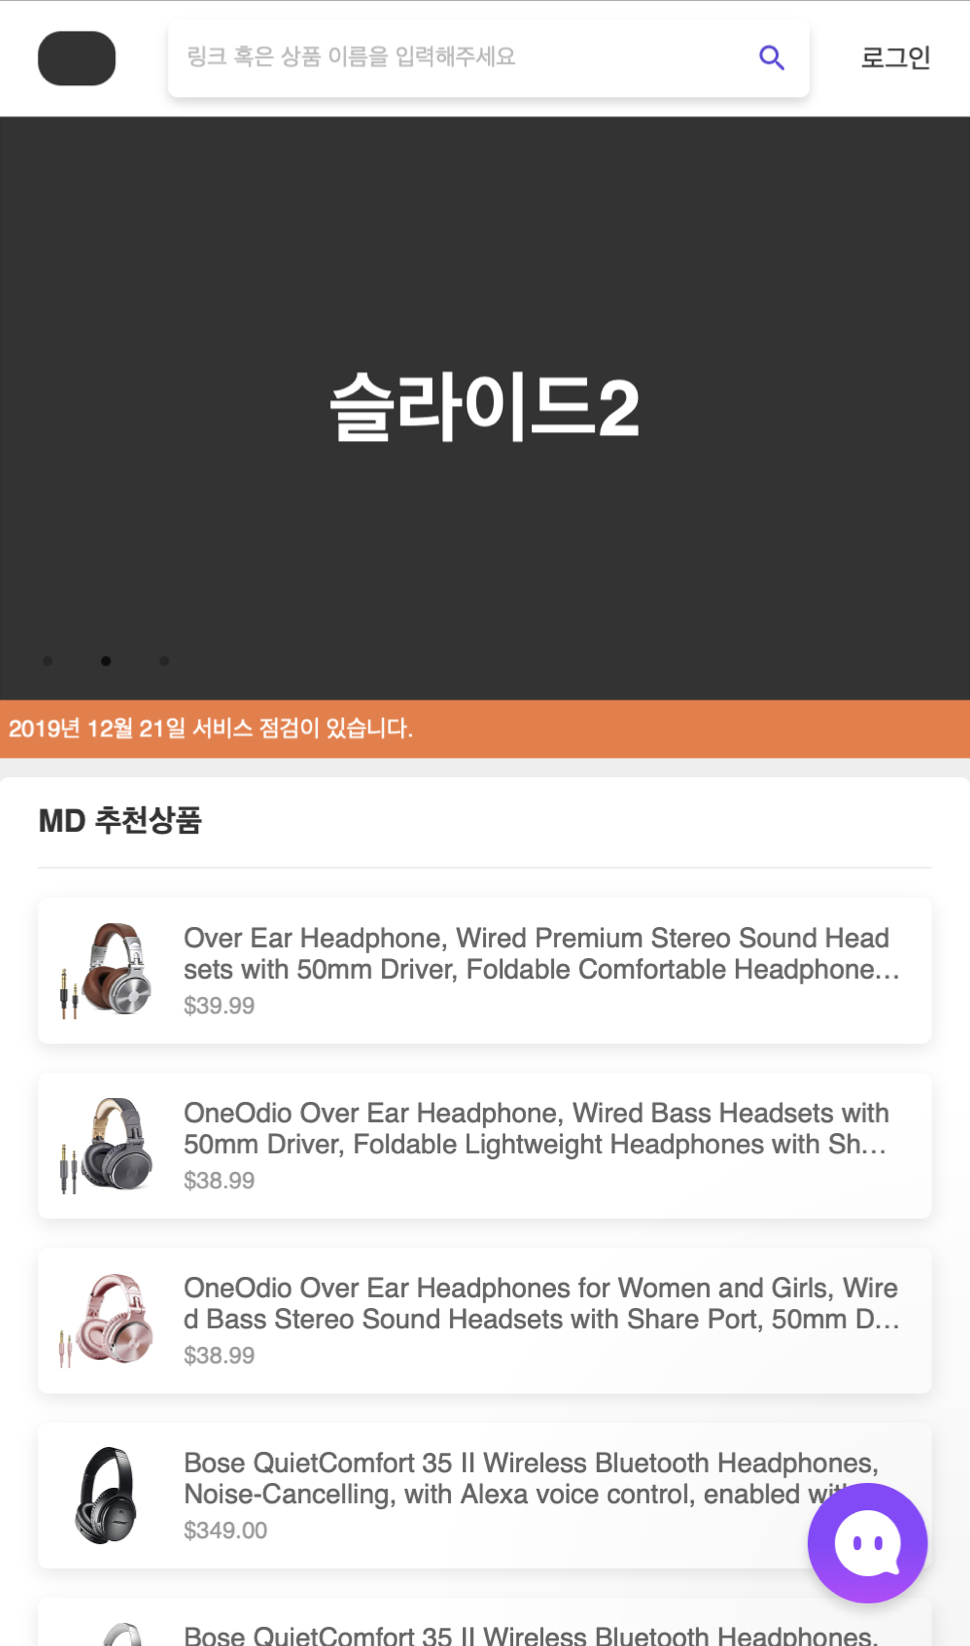 링크 혹은 상품 이름을 입력해주세요
로그인
슬라이드2
2019년 12월 21일 서비스 점검이 있습니다.
MD 추천상품
Over Ear Headphone, Wired Premium Stereo Sound Head
sets with 50mm Driver, Foldable Comfortable Headphone…
$39.99
OneOdio Over Ear Headphone, Wired Bass Headsets with
50mm Driver, Foldable Lightweight Headphones with Sh…
$38.99
OneOdio Over Ear Headphones for Women and Girls, Wire
d Bass Stereo Sound Headsets with Share Port, 50mm D…
$38.99
Bose QuietComfort 35 II Wireless Bluetooth Headphones,
Noise-Cancelling, with Alexa voice control, enabled with
$349.00
Bose QuietComfort 35 II Wireless Bluetooth Headphones,